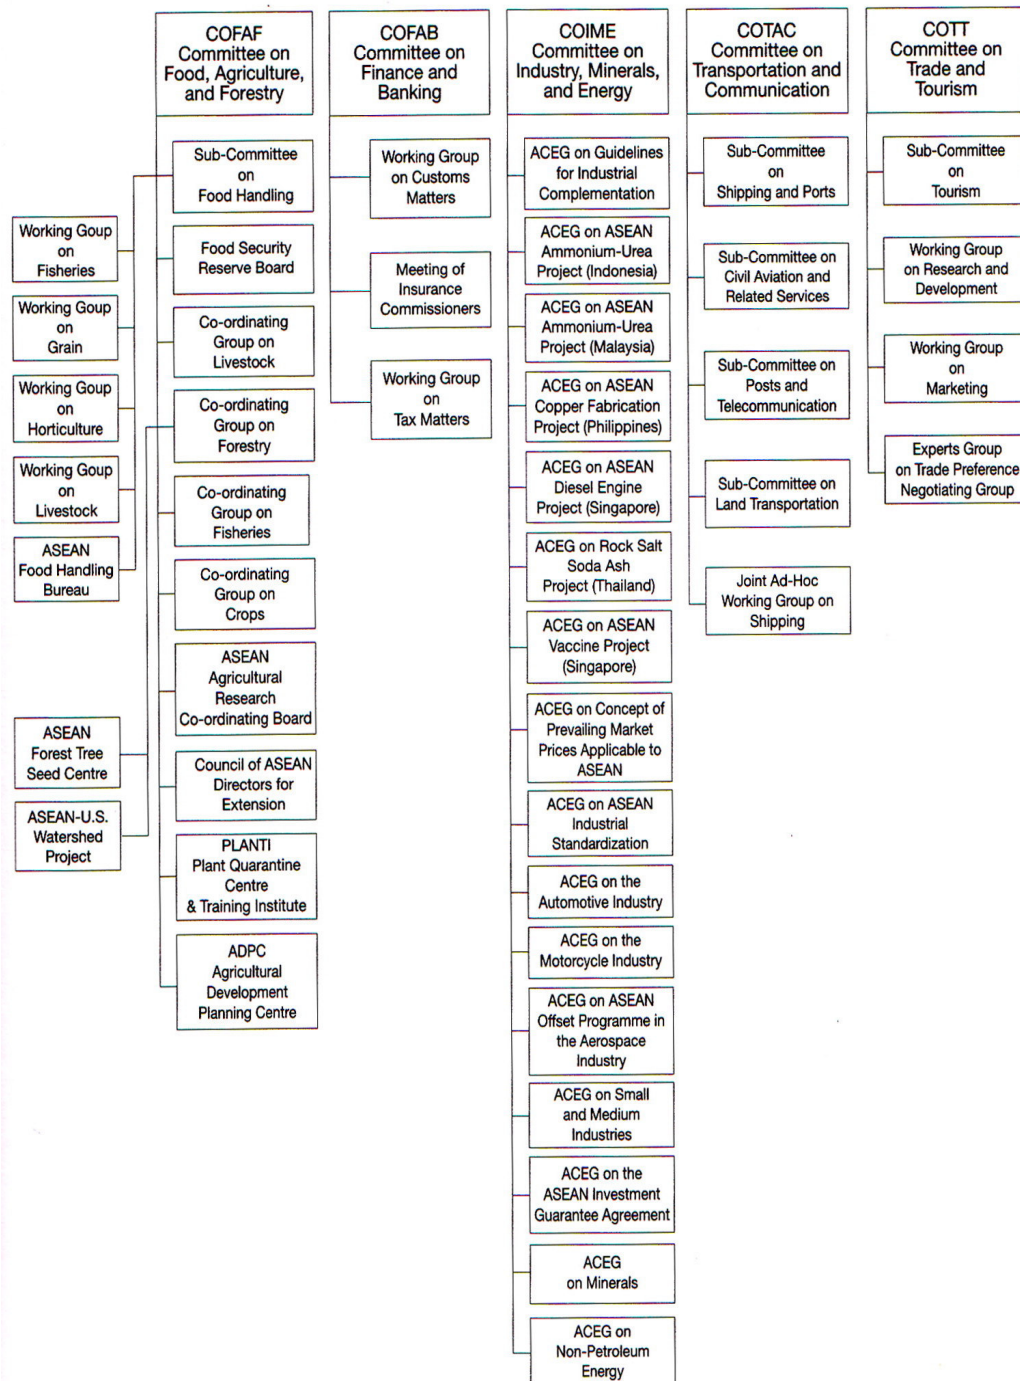 COFAF
Committee on
Food, Agriculture,
and Forestry
Sub-Committee
on
Food Handling
Working Goup
on
Fisheries
Working Goup
on
Grain
Working Goup
on
Horticulture
Working Goup
on
Livestock
ASEAN
Food Handling
Bureau
Food Security
Reserve Board
Co-ordinating
Group on
Livestock
Co-ordinating
Group on
Forestry
ASEAN
Forest Tree
Seed Centre
ASEAN-U.S.
Watershed
Project
Co-ordinating
Group on
Fisheries
Co-ordinating
Group on
Crops
ASEAN
Agricultural
Research
Co-ordinating Board
Council of ASEAN
Directors for
Extension
PLANTI
Plant Quarantine
Centre
& Training Institute
ADPC
Agricultural
Development
Planning Centre
COFAB
Committee on
Finance and
Banking
Working Group
on Customs
Matters
Meeting of
Insurance
Commissioners
Working Group
on
Tax Matters
COIME
Committee on
Industry, Minerals,
and Energy
ACEG on Guidelines
for Industrial
Complementation
ACEG on ASEAN
Ammonium-Urea
Project (Indonesia)
ACEG on ASEAN
Ammonium-Urea
Project (Malaysia)
ACEG on ASEAN
Copper Fabrication
Project (Philippines)
ACEG on ASEAN
Diesel Engine
Project (Singapore)
ACEG on Rock Salt
Soda Ash
Project (Thailand)
ACEG on ASEAN
Vaccine Project
(Singapore)
ACEG on Concept of
Prevailing Market
Prices Applicable to
ASEAN
ACEG on ASEAN
Industrial
Standardization
ACEG on the
Automotive Industry
ACEG on the
Motorcycle Industry
ACEG on ASEAN
Offset Programme in
the Aerospace
Industry
ACEG on Small
and Medium
Industries
ACEG on the
ASEAN Investment
Guarantee Agreement
ACEG
on Minerals
ACEG on
Non-Petroleum
Energy
COTAC
Committee on
Transportation and
Communication
Sub-Committee
on
Shipping and Ports
Sub-Committee on
Civil Aviation and
Related Services
Sub-Committee on
Posts and
Telecommunication
Sub-Committee on
Land Transportation
Joint Ad-Hoc
Working Group on
Shipping
COTT
Committee on
Trade and
Tourism
Sub-Committee
on
Tourism
Working Group
on Research and
Development
Working Group
on
Marketing
Experts Group
on Trade Preference
Negotiating Group